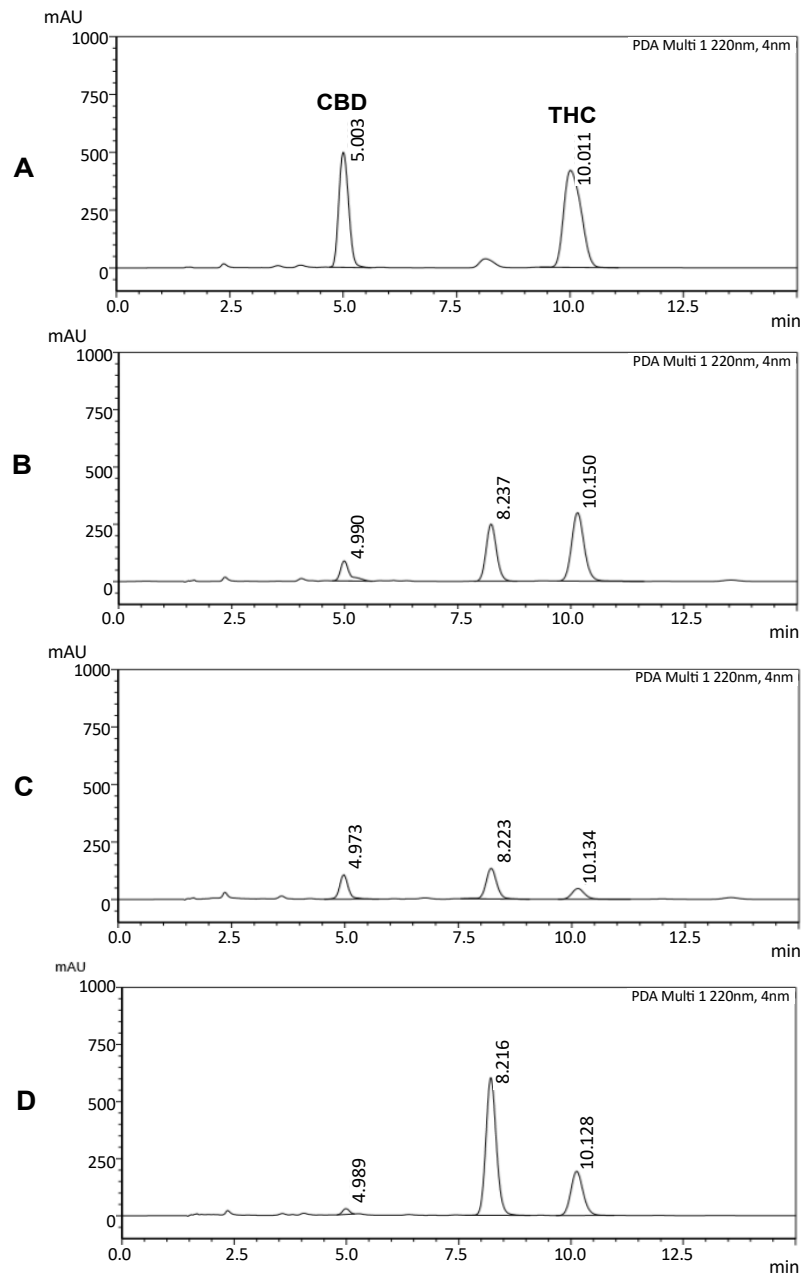 mAU
1000
PDA Multi 1 220nm, 4nm
750
CBD
THC
5.003
10.011
500
A
250
0
0.0 2.5 5.0 7.5 10.0 12.5
min
mAU
1000
PDA Multi 1 220nm, 4nm
750
B
500
4.990
8.237
10.150
250
0
0.0 2.5 5.0 7.5 10.0 12.5
min
mAU
1000
PDA Multi 1 220nm, 4nm
750
C
500
4.973
8.223
10.134
250
0
0.0 2.5 5.0 7.5 10.0 12.5
min
mAU
1000
PDA Multi 1 220nm, 4nm
750
8.216
D
500
4.989
10.128
250
0
0.0 2.5 5.0 7.5 10.0 12.5
min